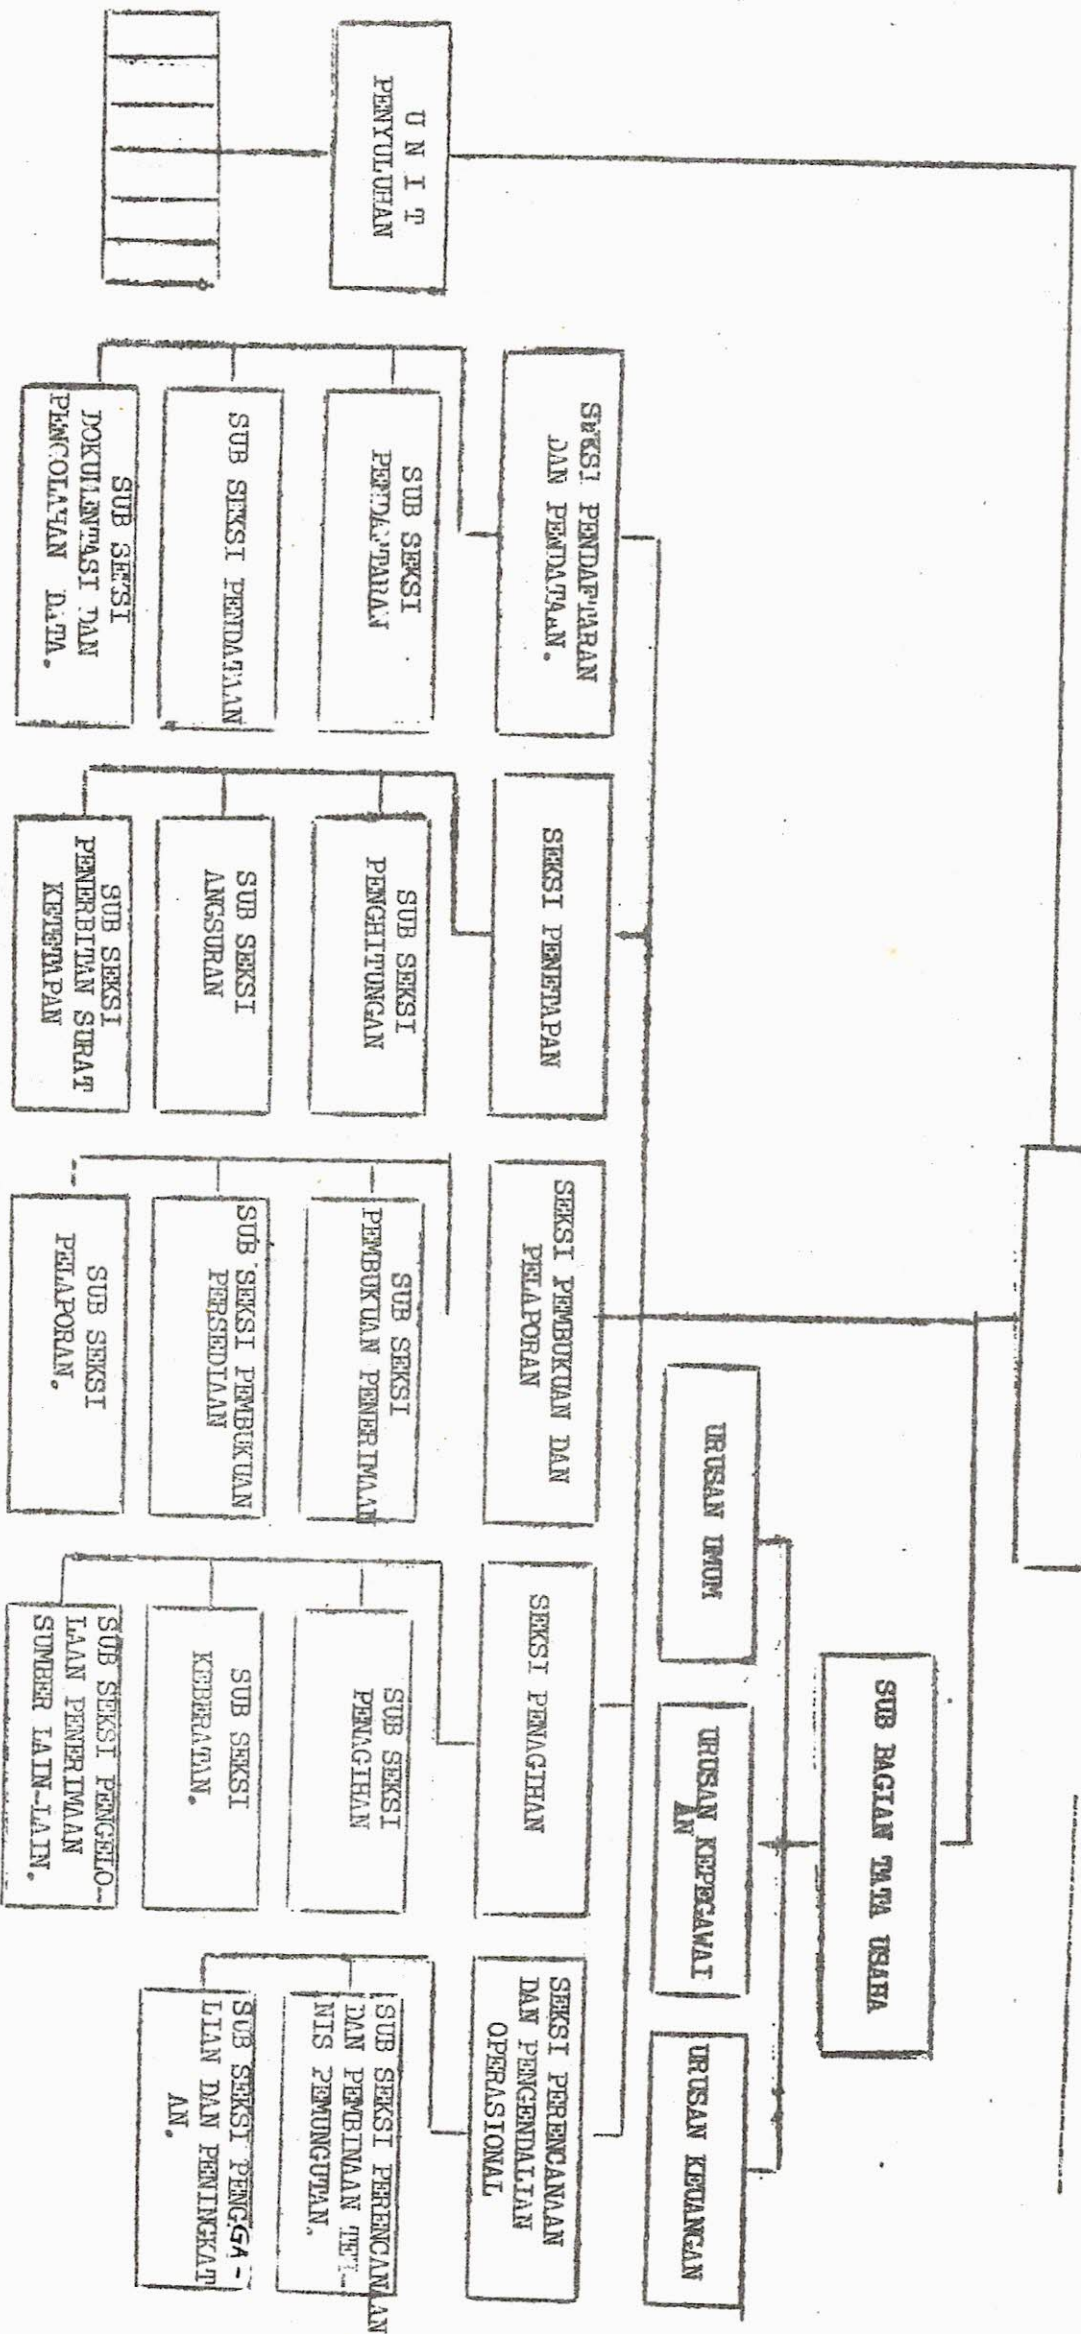 SUB BAGIAN TATA USAHA
URUSAN UMUM
URUSAN KEPEGAWAI
AN
URUSAN KEUANGAN
U N I T
PENYULUHAN
SEKSI PENDAFTARAN
DAN PENDATAAN.
SUB SEKSI
PENDAFTARAN
SUB SEKSI PENDATAAN
SUB SEKSI
DOKUMENTASI DAN
PENGOLAHAN DATA.
SEKSI PENETAPAN
SUB SEKSI
PENGHITUNGAN
SUB SEKSI
ANGSURAN
SUB SEKSI
PENERBITAN SURAT
KETETAPAN
SEKSI PEMBUKUAN DAN
PELAPORAN
SUB SEKSI
PEMBUKUAN PENERIMAAN
SUB SEKSI PEMBUKUAN
PERSEDIAAN
SUB SEKSI
PELAPORAN.
SEKSI PENAGIHAN
SUB SEKSI
PENAGIHAN
SUB SEKSI
KEBERATAN.
SUB SEKSI PENGELO-
LAAN PENERIMAAN
SUMBER LAIN-LAIN.
SEKSI PERENCANAAN
DAN PENGENDALIAN
OPERASIONAL
SUB SEKSI PERENCANAAN
DAN PEMBINAAN TEK-
NIS PEMUNGUTAN.
SUB SEKSI PENGGA-
LIAN DAN PENINGKAT
AN.